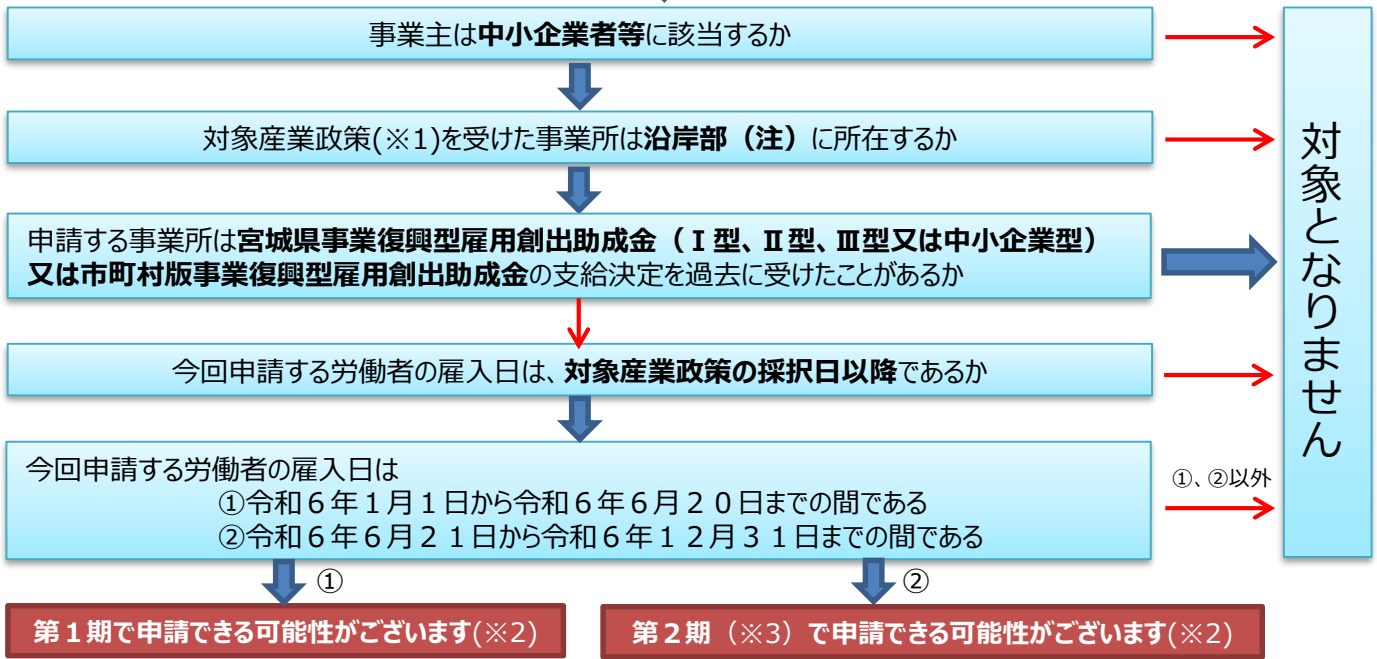 事業主は中小企業者等に該当するか
対象産業政策(※1)を受けた事業所は沿岸部（注）に所在するか
申請する事業所は宮城県事業復興型雇用創出助成金（Ⅰ型、Ⅱ型、Ⅲ型又は中小企業型）
又は市町村版事業復興型雇用創出助成金の支給決定を過去に受けたことがあるか
今回申請する労働者の雇入日は、対象産業政策の採択日以降であるか
今回申請する労働者の雇入日は
①令和６年１月１日から令和６年６月２０日までの間である
②令和６年６月２１日から令和６年１２月３１日までの間である
①、②以外
対象となりません
①
②
第１期で申請できる可能性がございます(※2)
第２期（※3）で申請できる可能性がございます(※2)